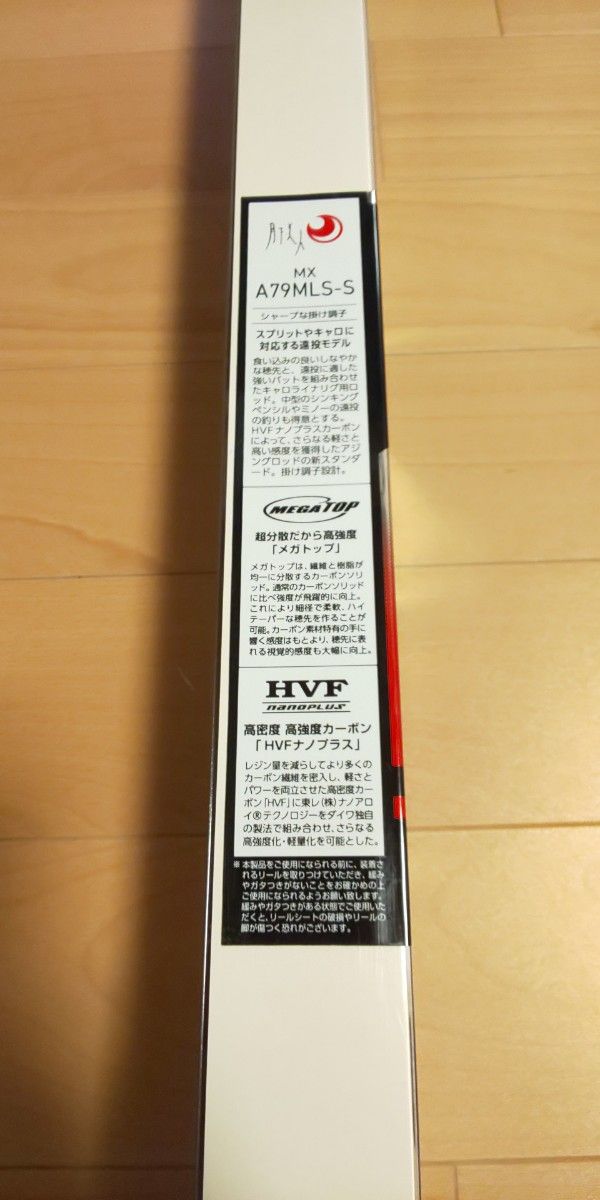 月下美人
MX
A79MLS-S
シャープな掛け調子
スプリットやキャロに
対応する遠投モデル
食い込みの良いしなやか
な穂先と、遠投に適した
強いバットを組み合わせ
たキャロライナリグ用ロ
ッド。中型のシンキング
ペンシルやミノーの遠投
の釣りも得意とする。
HVFナノプラスカーボン
によって、さらなる軽さと
高い感度を獲得したアジ
ングロッドの新スタンダ
ード。掛け調子設計。
MEGATOP
超分散だから高強度
「メガトップ」
メガトップは、繊維と樹脂が
均一に分散するカーボンソリ
ッド。通常のカーボンソリッド
に比べ強度が飛躍的に向上。
これにより細径で柔軟、ハイ
テーパーな穂先を作ることが
可能。カーボン素材特有の手に
響く感度はもとより、穂先に表
れる視覚的感度も大幅に向上。
HVF
nanoPLUS
高密度 高強度カーボン
「HVFナノプラス」
レジン量を減らしてより多くの
カーボン繊維を密入し、軽さと
パワーを両立させた高密度カー
ボン「HVF」に東レ(株)ナノアロ
イ®テクノロジーをダイワ独自
の製法で組み合わせ、さらなる
高強度化・軽量化を可能とした。
※本製品をご使用になられる前に、装着さ
れるリールを取りつけていただき、緩み
やガタつきがないことをお確かめの上
ご使用になられるようお願い致します。
緩みやガタつきがある状態でご使用いた
だくと、リールシートの破損やリールの
脚が傷つく恐れがございます。